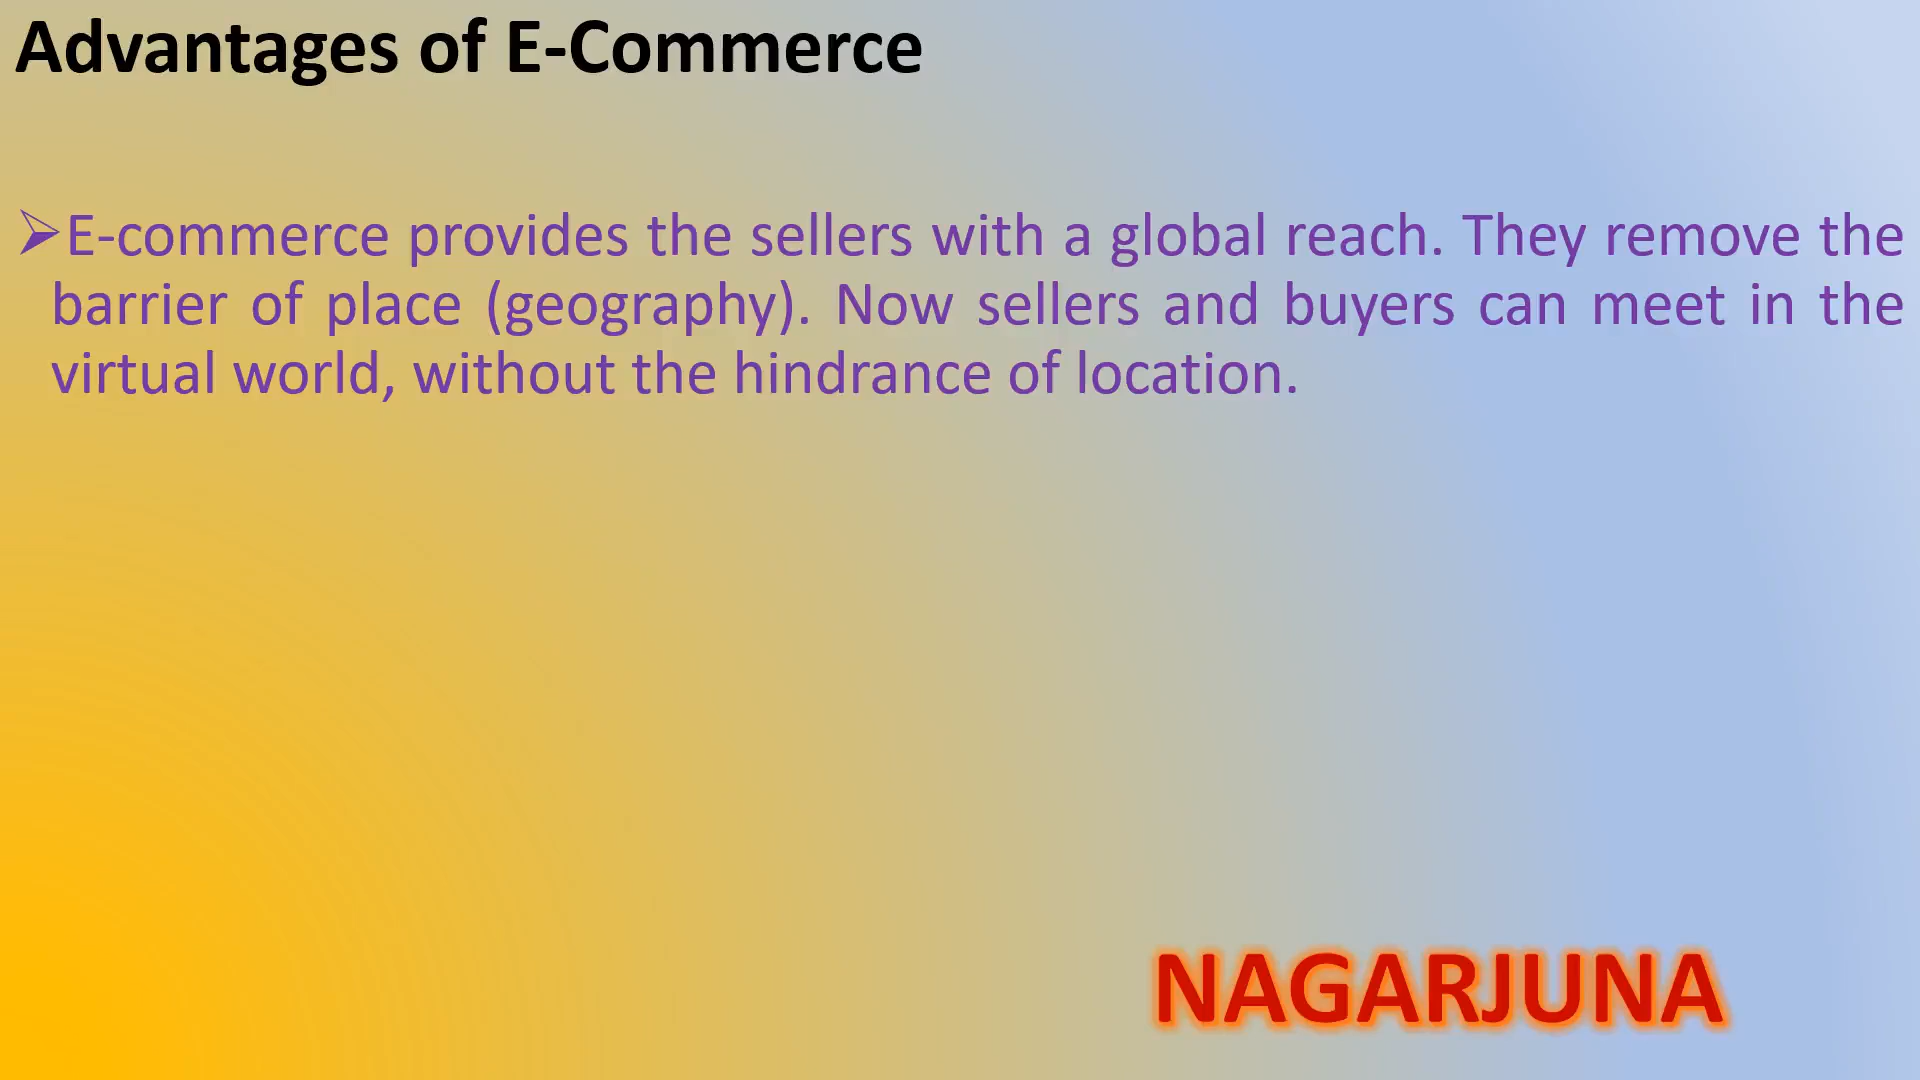 Advantages of E-Commerce
➢E-commerce provides the sellers with a global reach. They remove the
barrier of place (geography). Now sellers and buyers can meet in the
virtual world, without the hindrance of location.
NAGARJUNA